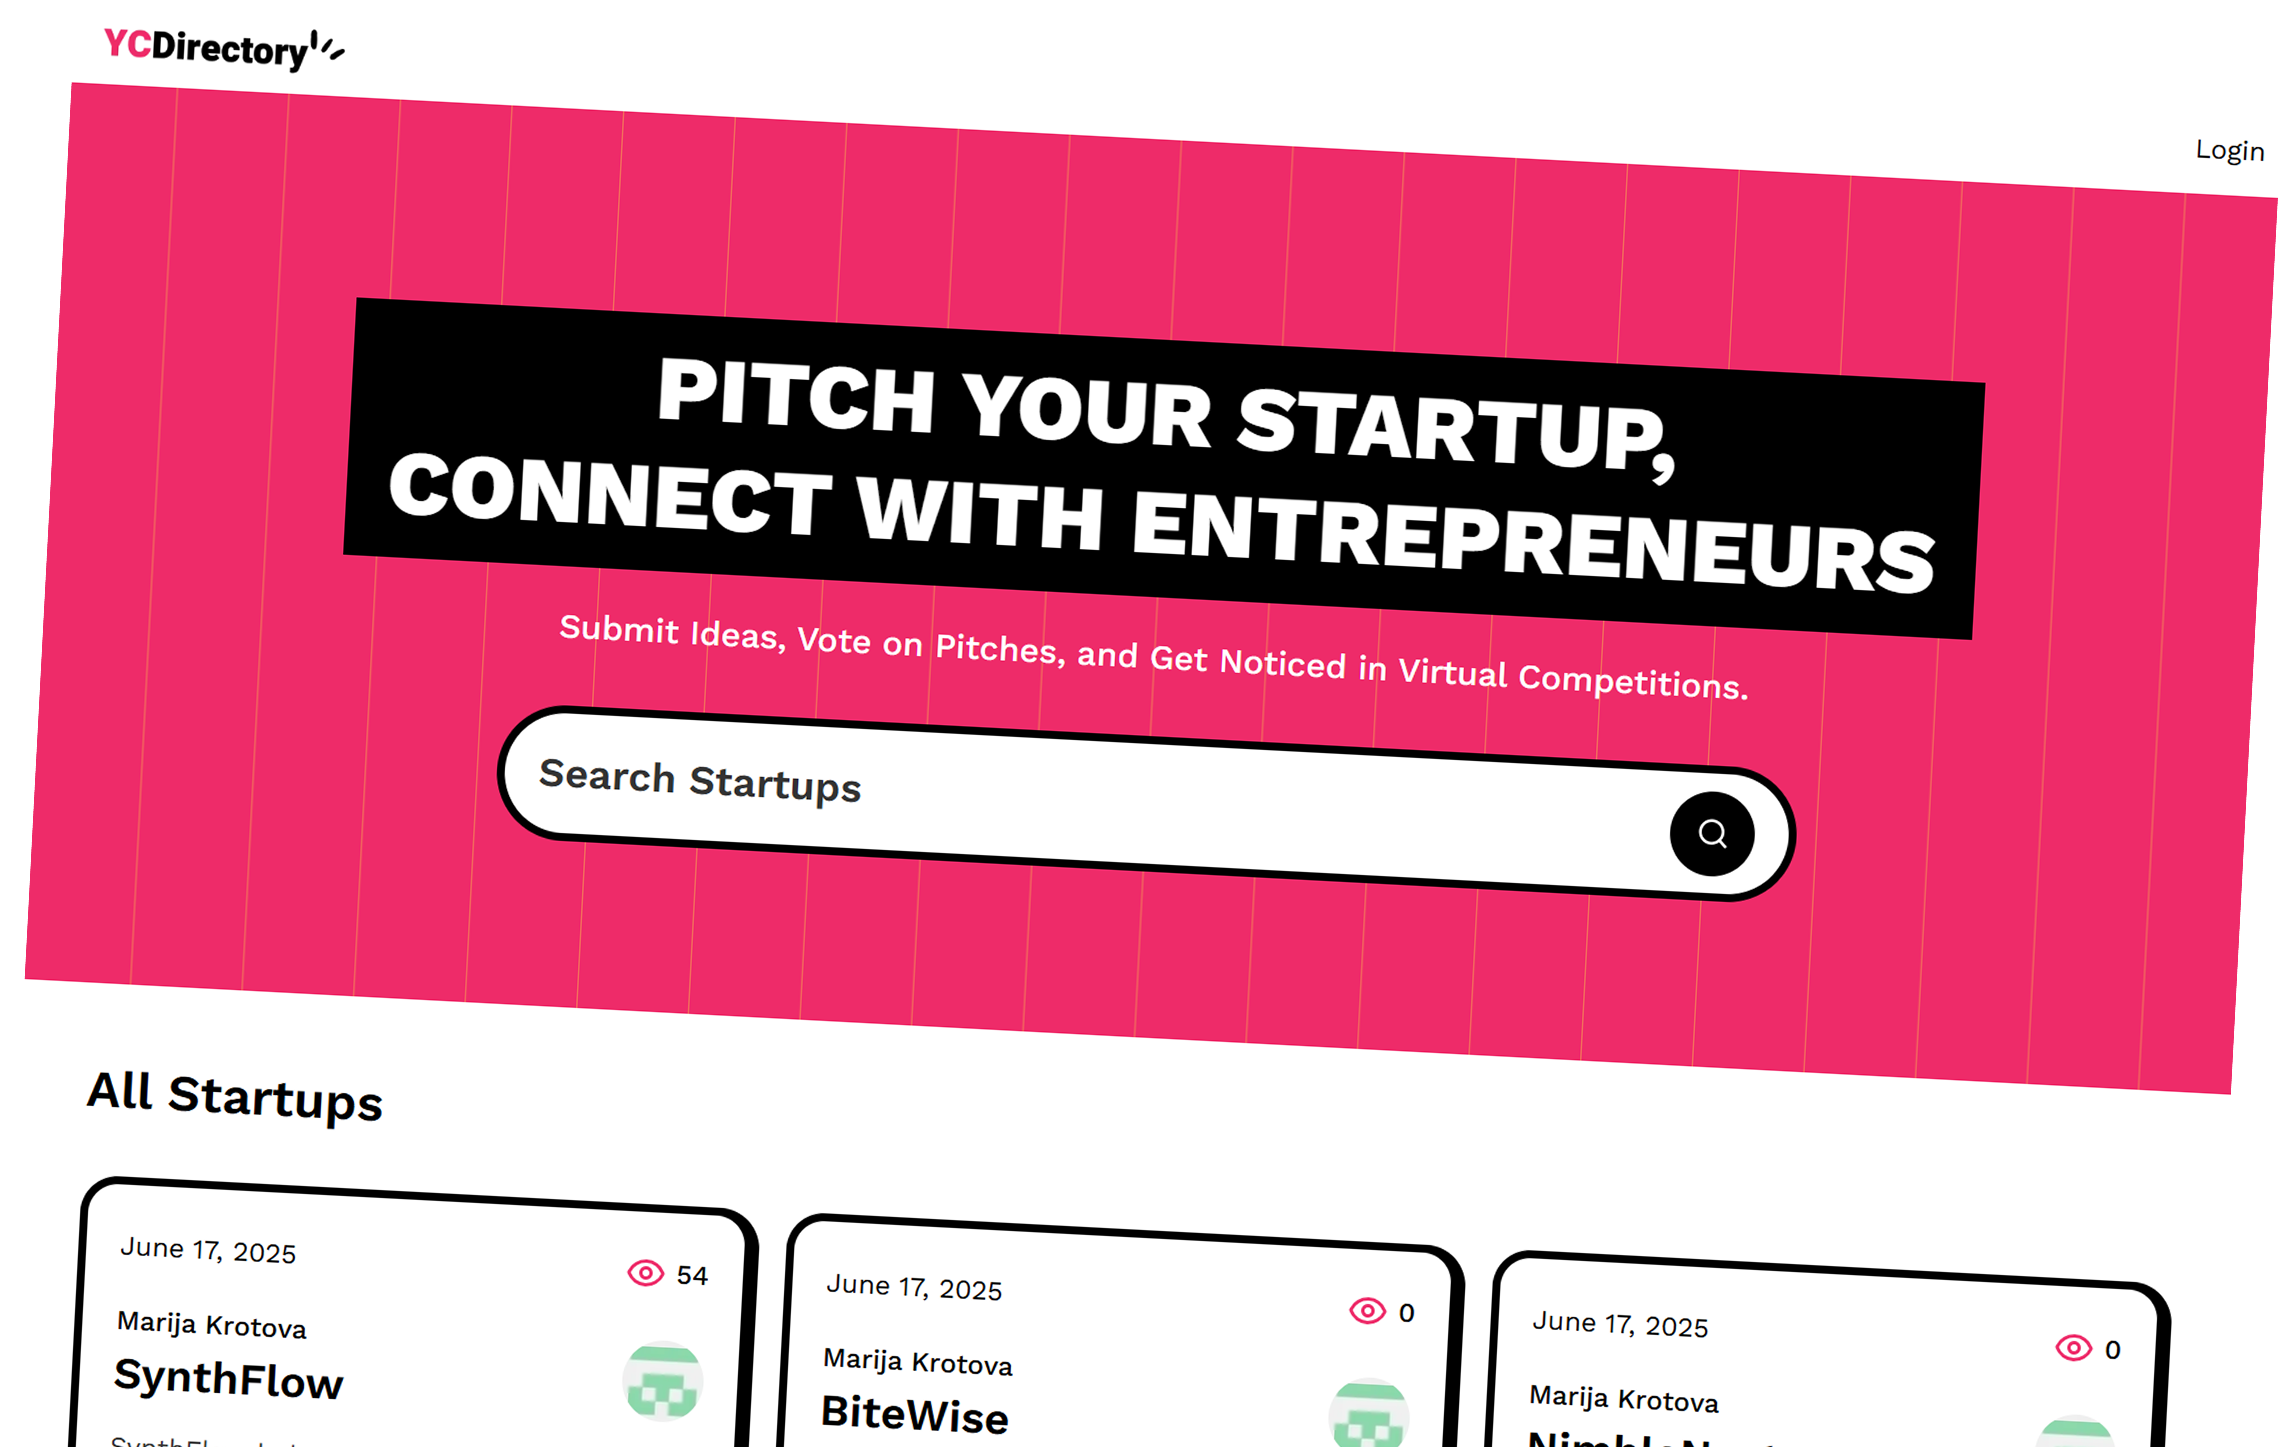 YCDirectory
Login
PITCH YOUR STARTUP,
CONNECT WITH ENTREPRENEURS
Submit Ideas, Vote on Pitches, and Get Noticed in Virtual Competitions.
Search Startups
All Startups
June 17, 2025
54
Marija Krotova
SynthFlow
June 17, 2025
0
Marija Krotova
BiteWise
June 17, 2025
0
Marija Krotova